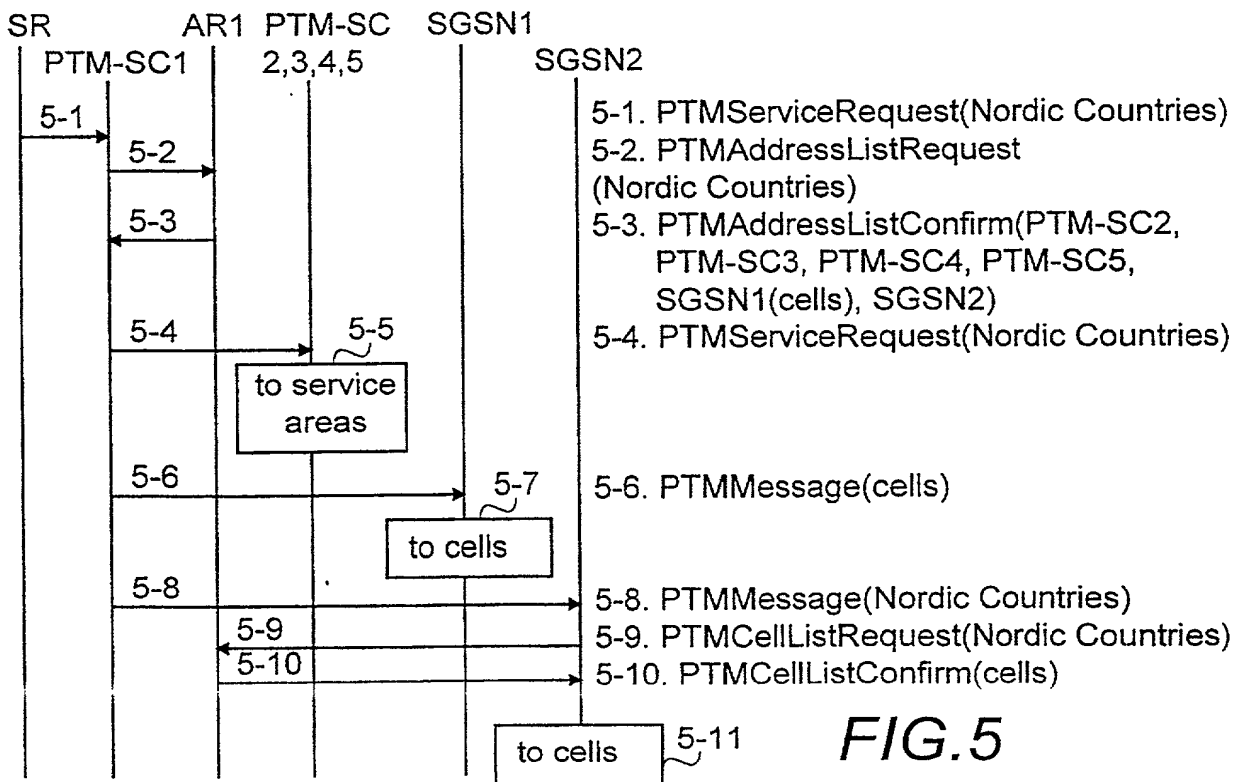 SR
AR1
PTM-SC
SGSN1
PTM-SC1
2,3,4,5
SGSN2
5-1
5-1. PTMServiceRequest(Nordic Countries)
5-2
5-2. PTMAddressListRequest
(Nordic Countries)
5-3
5-3. PTMAddressListConfirm(PTM-SC2,
PTM-SC3, PTM-SC4, PTM-SC5,
SGSN1(cells), SGSN2)
5-4
5-5
5-4. PTMServiceRequest(Nordic Countries)
to service
areas
5-6
5-7
5-6. PTMMessage(cells)
to cells
5-8
5-8. PTMMessage(Nordic Countries)
5-9
5-9. PTMCellListRequest(Nordic Countries)
5-10
5-10. PTMCellListConfirm(cells)
to cells
5-11
FIG.5